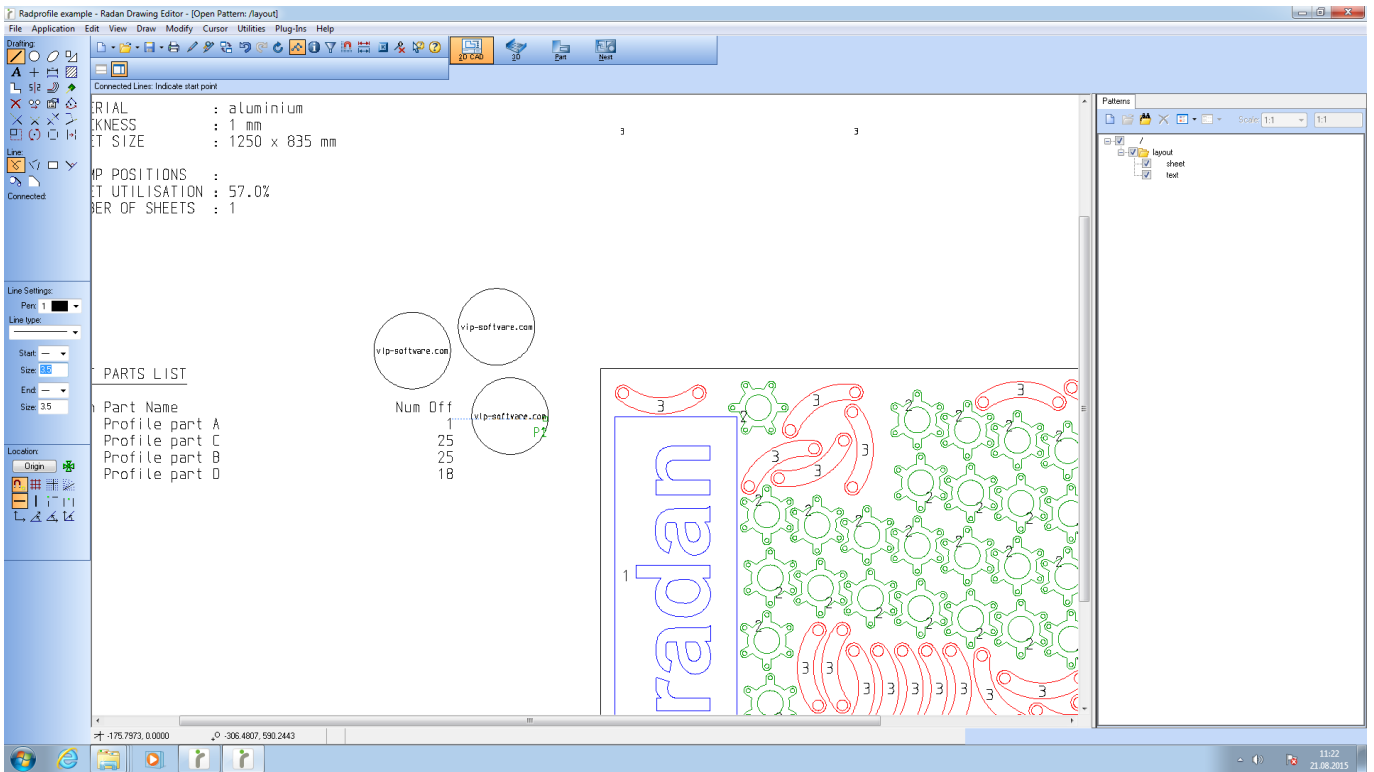 Radprofile example - Radan Drawing Editor - [Open Pattern: /layout]
File Application Edit View Draw Modify Cursor Utilities Plug-Ins Help
Drafting:
2D CAD 3D Part Nest
Connected Lines: Indicate start point
Line:
Connected:
Line Settings:
Pen: 1
Line type:
Start:
Size: 3.5
End:
Size: 3.5
Location:
Origin
ERIAL : aluminium
KNESS : 1 mm
ET SIZE : 1250 x 835 mm
MP POSITIONS :
ET UTILISATION : 57.0%
BER OF SHEETS : 1
3 3
vip-software.com
vip-software.com
vip-software.com
P1
PARTS LIST
Part Name Num Off
Profile part A 1
Profile part C 25
Profile part B 25
Profile part D 18
1
radan
Patterns
Scale: 1:1 1:1
/
layout
sheet
text
-175.7973, 0.0000 -306.4807, 590.2443
11:22
21.08.2015